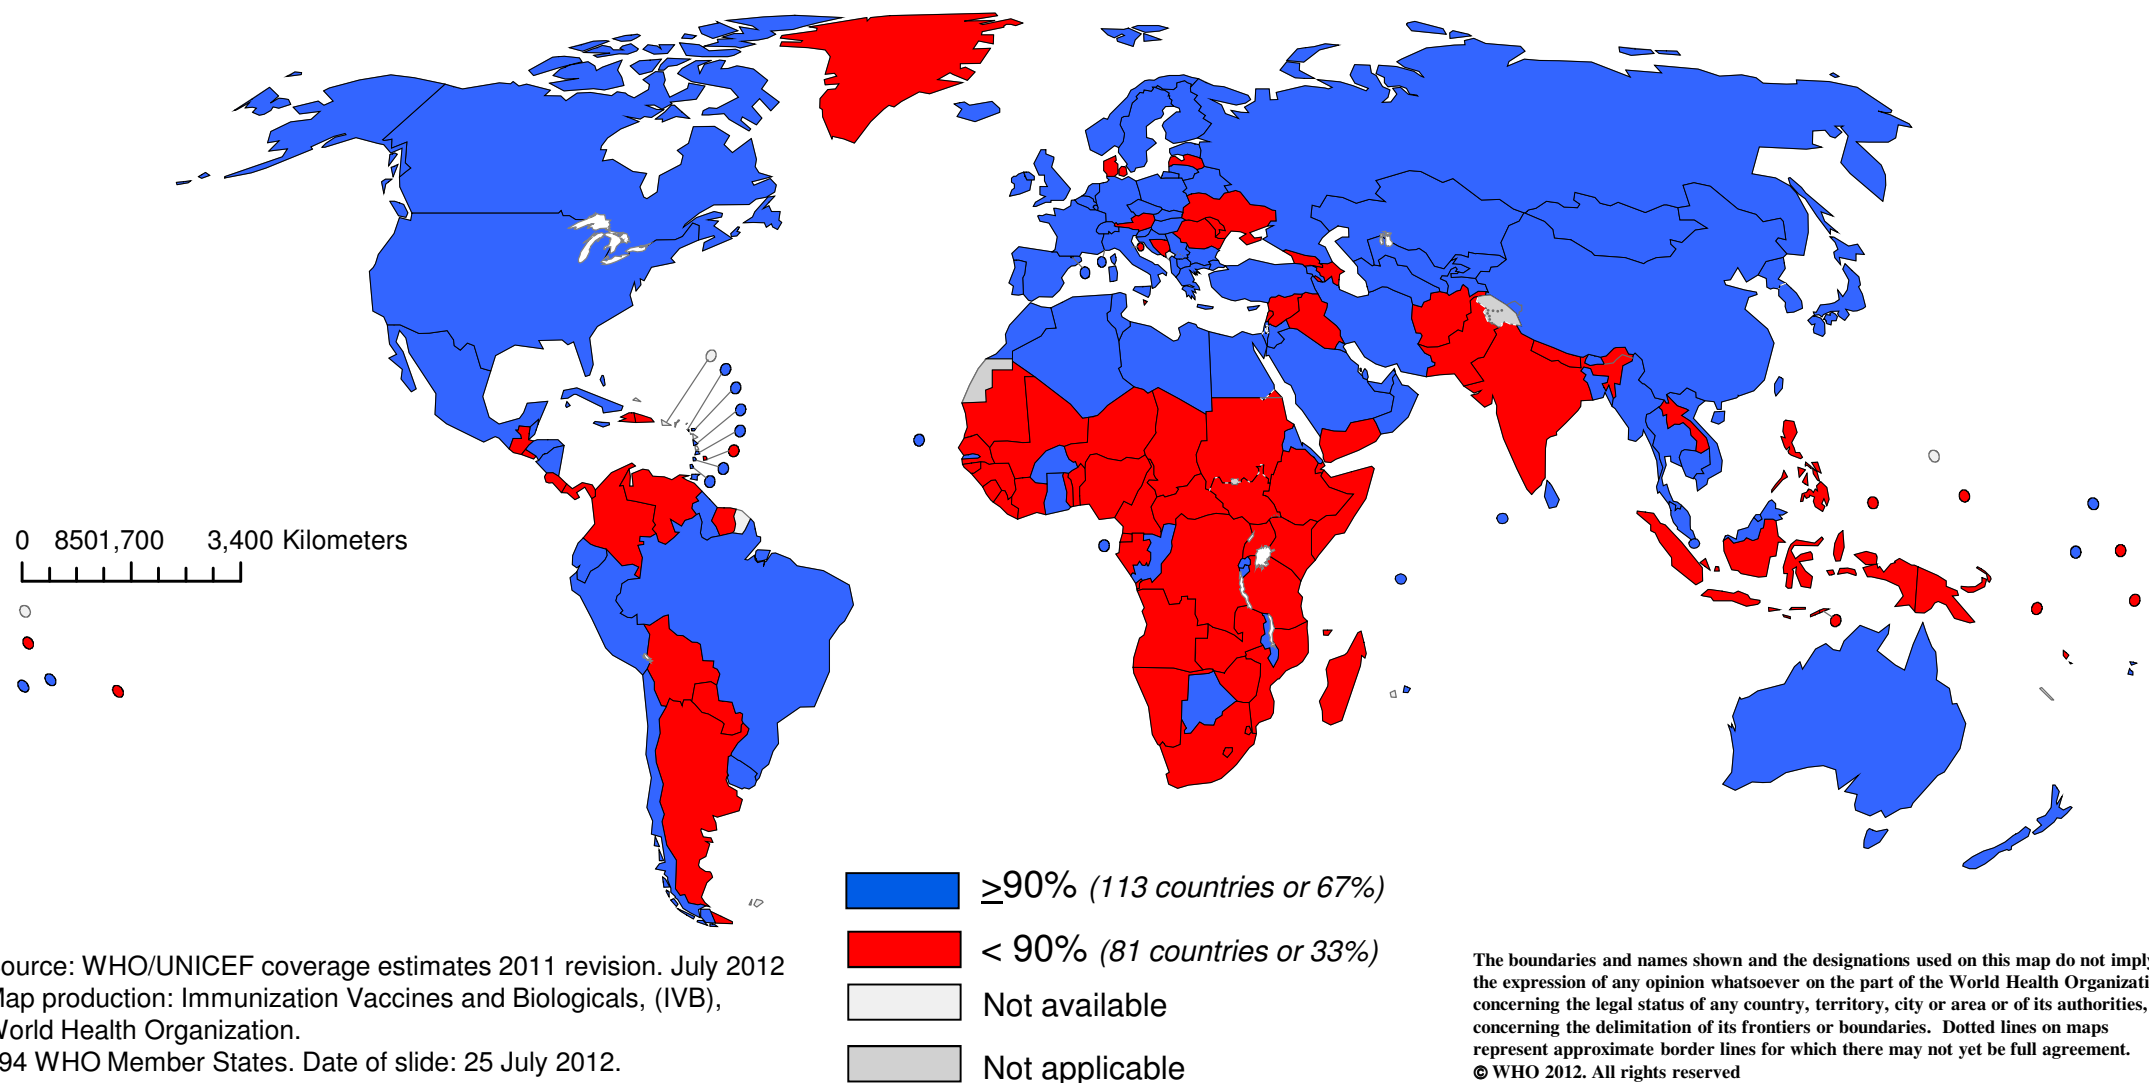 0 8501,700 3,400 Kilometers
≥90% (113 countries or 67%)
< 90% (81 countries or 33%)
Not available
Not applicable
ource: WHO/UNICEF coverage estimates 2011 revision. July 2012
Map production: Immunization Vaccines and Biologicals, (IVB),
World Health Organization.
94 WHO Member States. Date of slide: 25 July 2012.
The boundaries and names shown and the designations used on this map do not imply
the expression of any opinion whatsoever on the part of the World Health Organizati
concerning the legal status of any country, territory, city or area or of its authorities,
concerning the delimitation of its frontiers or boundaries. Dotted lines on maps
represent approximate border lines for which there may not yet be full agreement.
© WHO 2012. All rights reserved